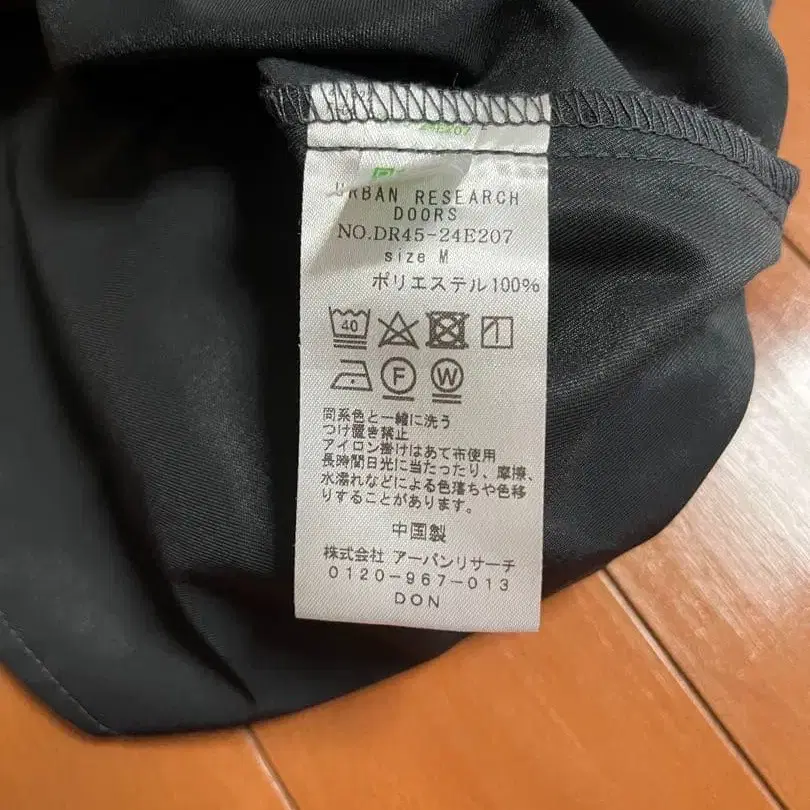 24E207
URBAN RESEARCH
DOORS
NO.DR45-24E207
size M
ポリエステル100%
40
F W
同系色と一緒に洗う
つけ置き禁止
アイロン掛けはあて布使用
長時間日光に当たったり、摩擦、
水濡れなどによる色落ちや色移
りすることがあります。
中国製
株式会社 アーバンリサーチ
0120-967-013
DON